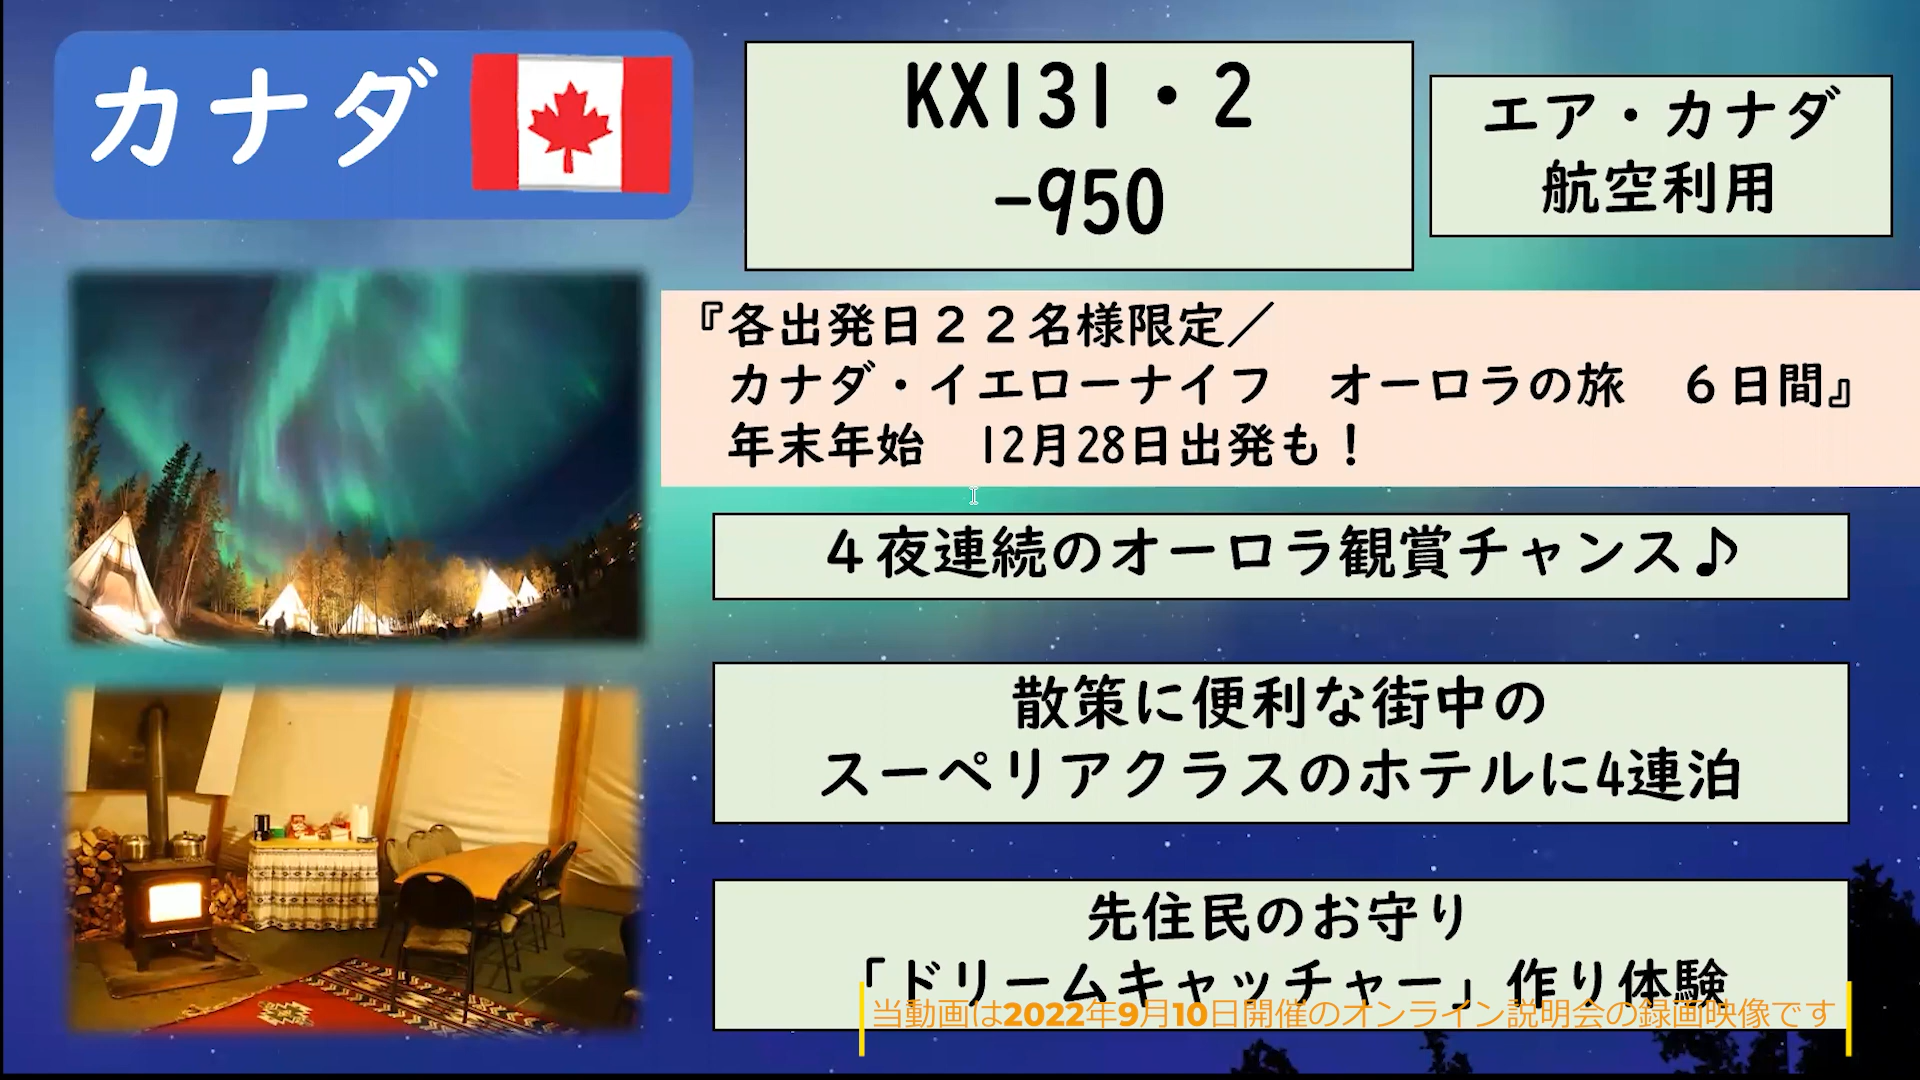 カナダ
KX131・2
-950
エア・カナダ
航空利用
『各出発日２２名様限定／
カナダ・イエローナイフ　オーロラの旅　６日間』
年末年始　12月28日出発も！
４夜連続のオーロラ観賞チャンス♪
散策に便利な街中の
スーペリアクラスのホテルに4連泊
先住民のお守り
「ドリームキャッチャー」作り体験
当動画は2022年9月10日開催のオンライン説明会の録画映像です